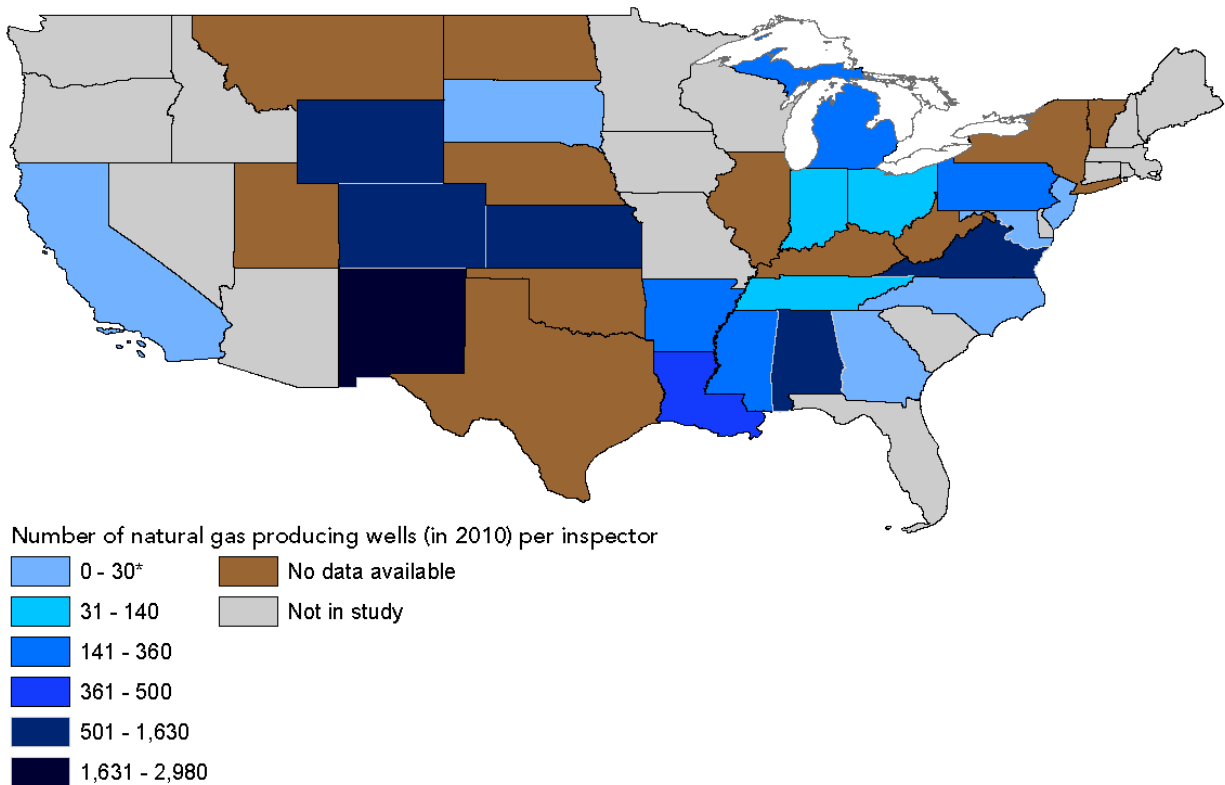 Number of natural gas producing wells (in 2010) per inspector
0 - 30*
31 - 140
141 - 360
361 - 500
501 - 1,630
1,631 - 2,980
No data available
Not in study